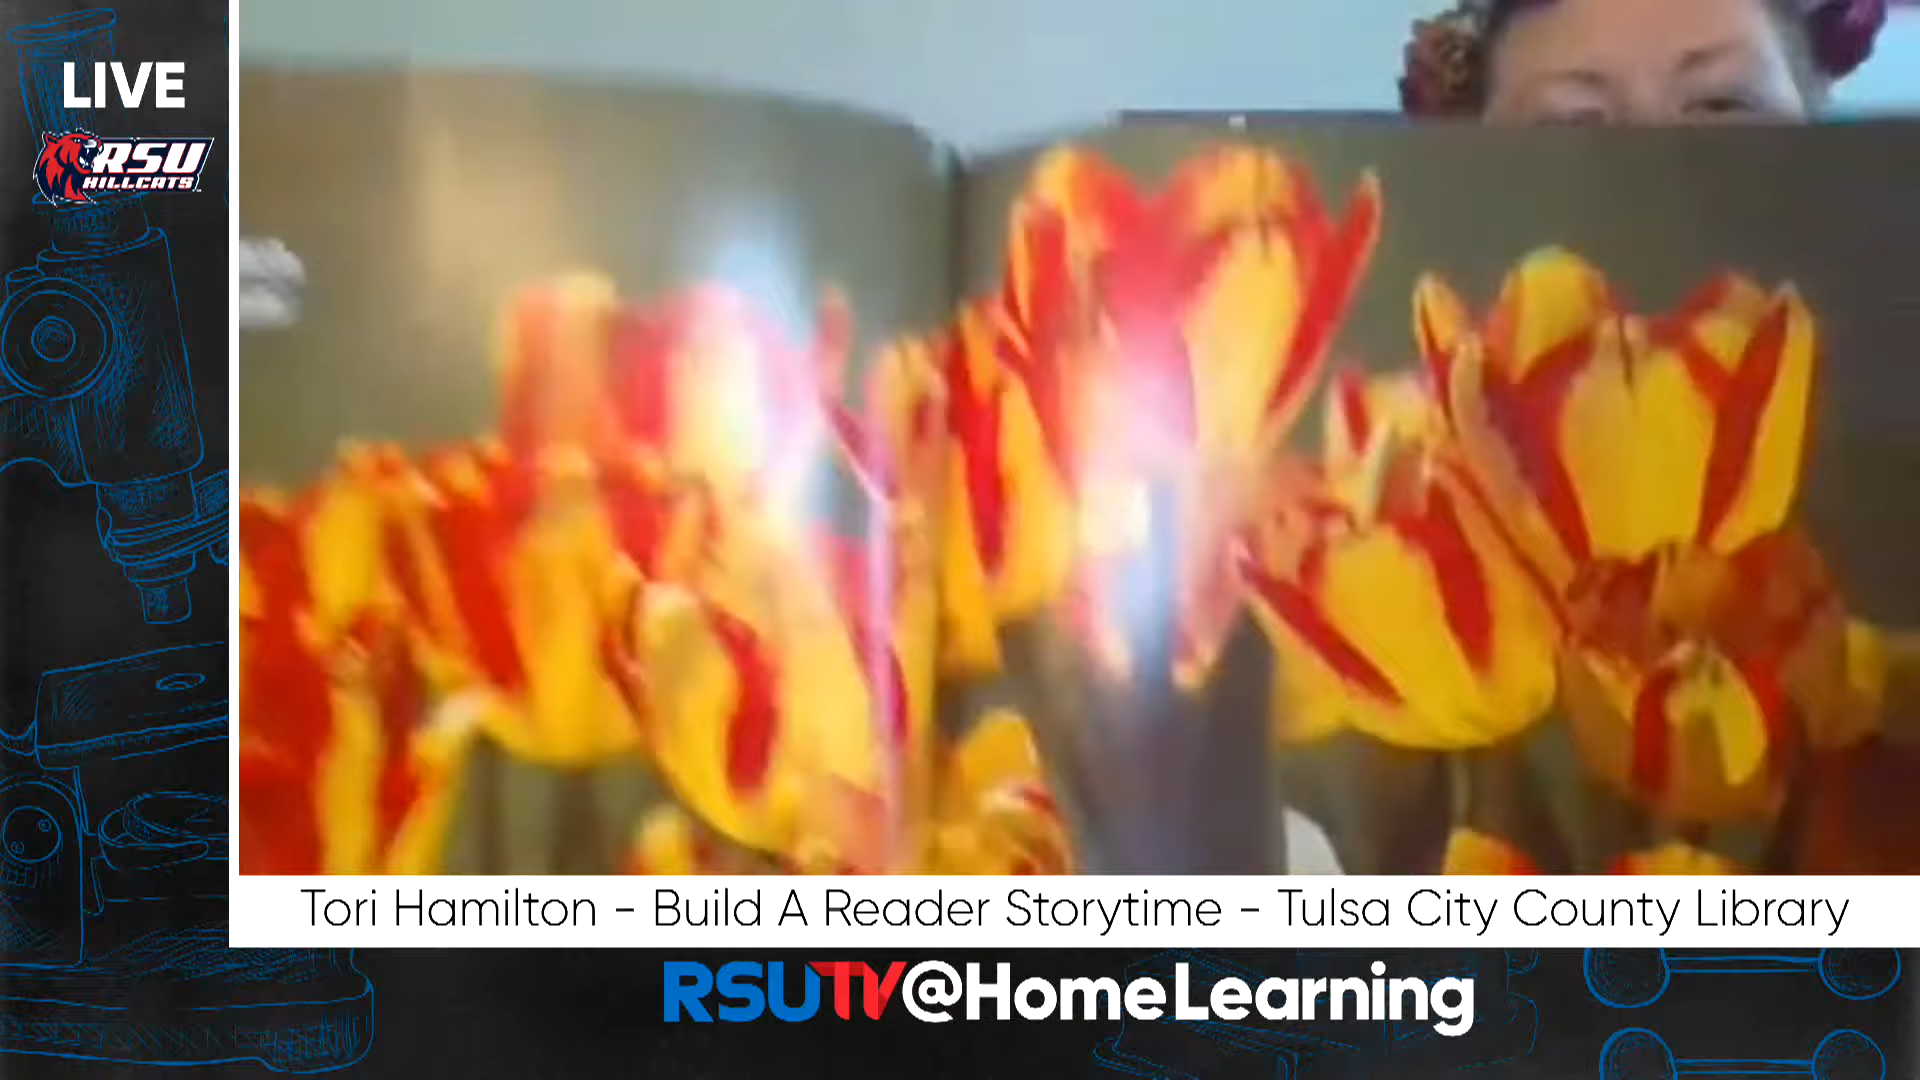 LIVE
RSU
HILLCATS
Tori Hamilton - Build A Reader Storytime - Tulsa City County Library
RSUTV@HomeLearning